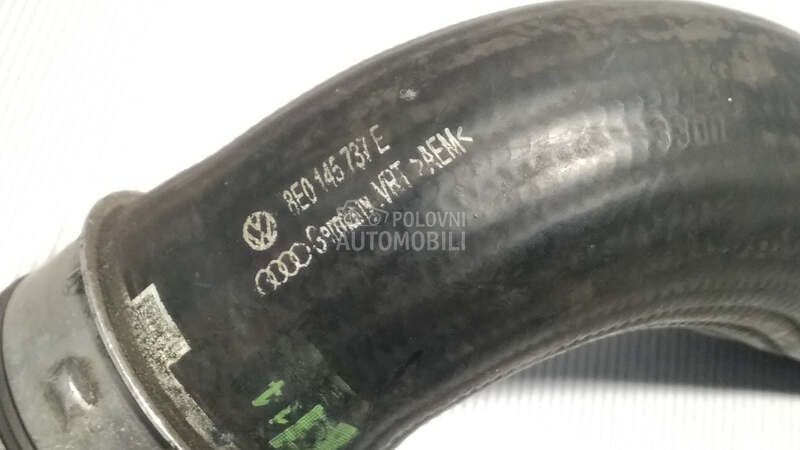 8E0 145 737 E
Germany VRT >AEM<
POLOVNI
AUTOMOBILI